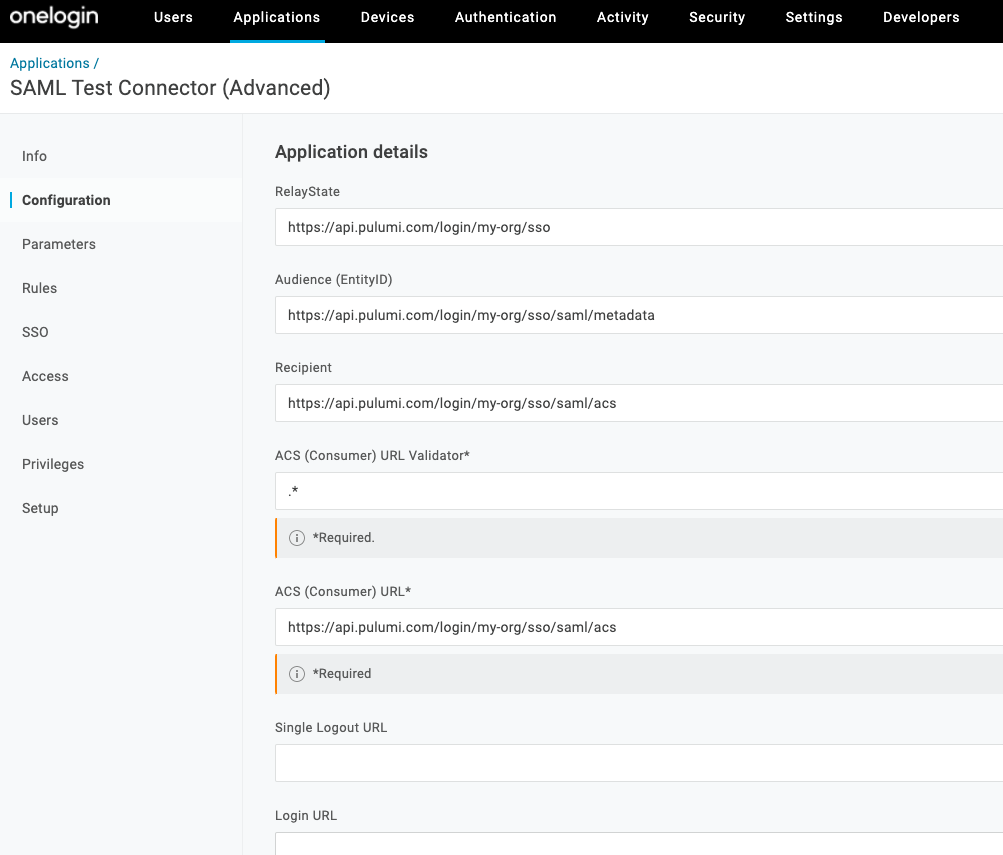 onelogin
Users Applications Devices Authentication Activity Security Settings Developers
Applications /
SAML Test Connector (Advanced)
Info
Configuration
Parameters
Rules
SSO
Access
Users
Privileges
Setup
Application details
RelayState
https://api.pulumi.com/login/my-org/sso
Audience (EntityID)
https://api.pulumi.com/login/my-org/sso/saml/metadata
Recipient
https://api.pulumi.com/login/my-org/sso/saml/acs
ACS (Consumer) URL Validator*
.*
*Required.
ACS (Consumer) URL*
https://api.pulumi.com/login/my-org/sso/saml/acs
*Required
Single Logout URL
Login URL